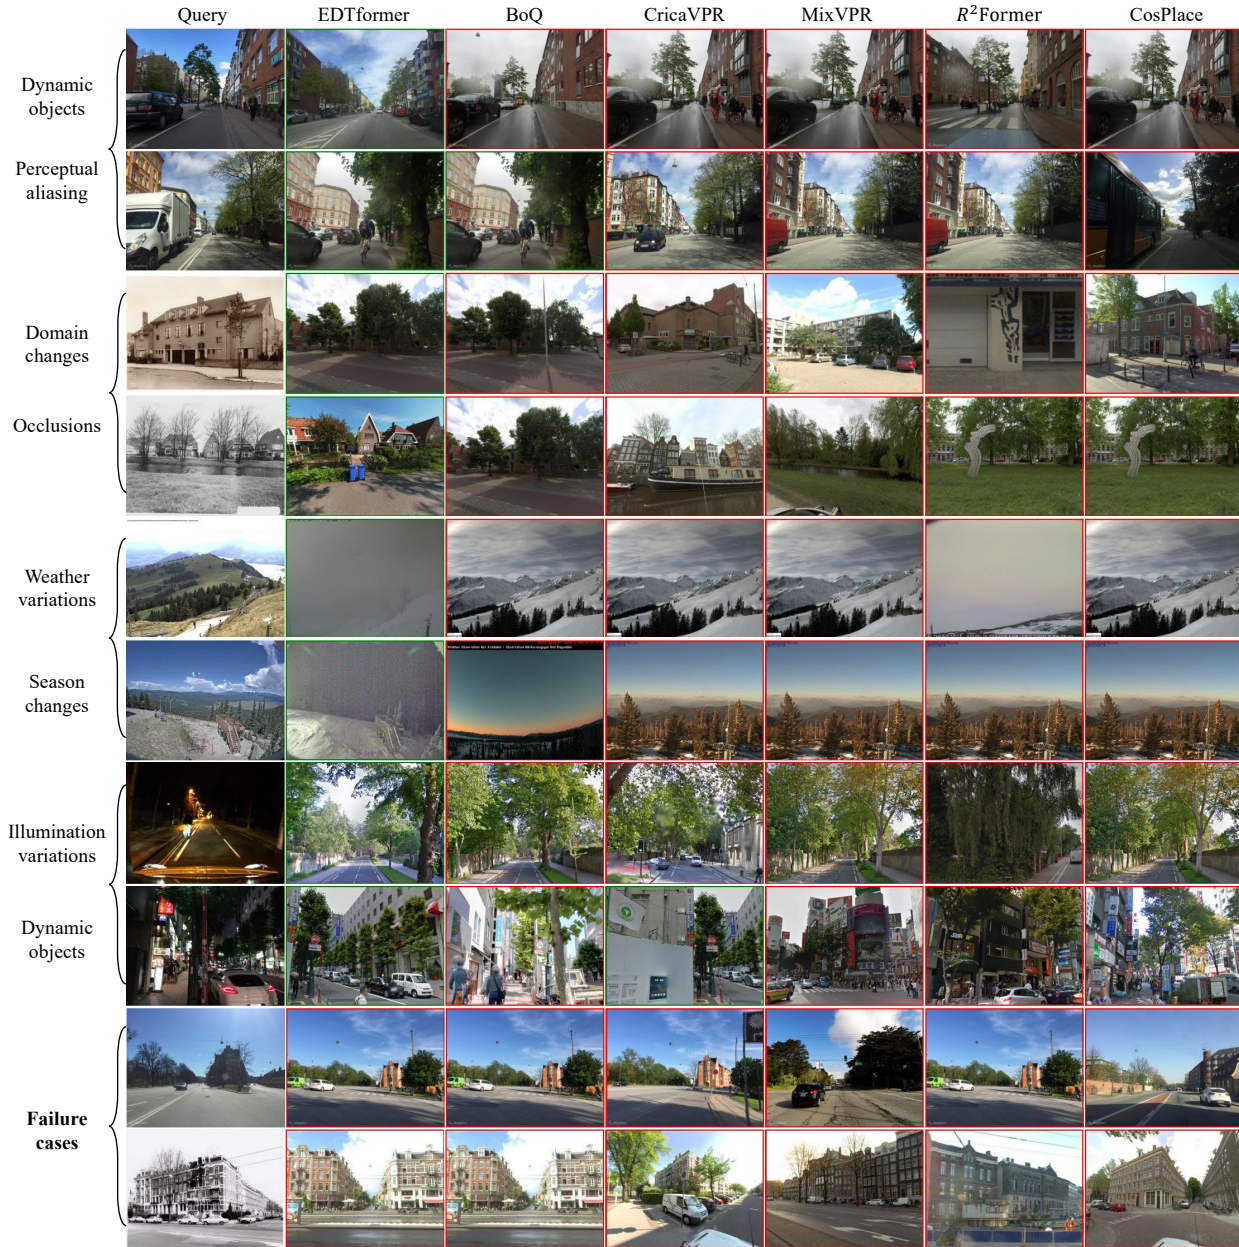 Query EDTformer BoQ CricaVPR MixVPR R²Former CosPlace
Dynamic
objects
Perceptual
aliasing
Domain
changes
Occlusions
Weather
variations
Season
changes
Illumination
variations
Dynamic
objects
Failure
cases